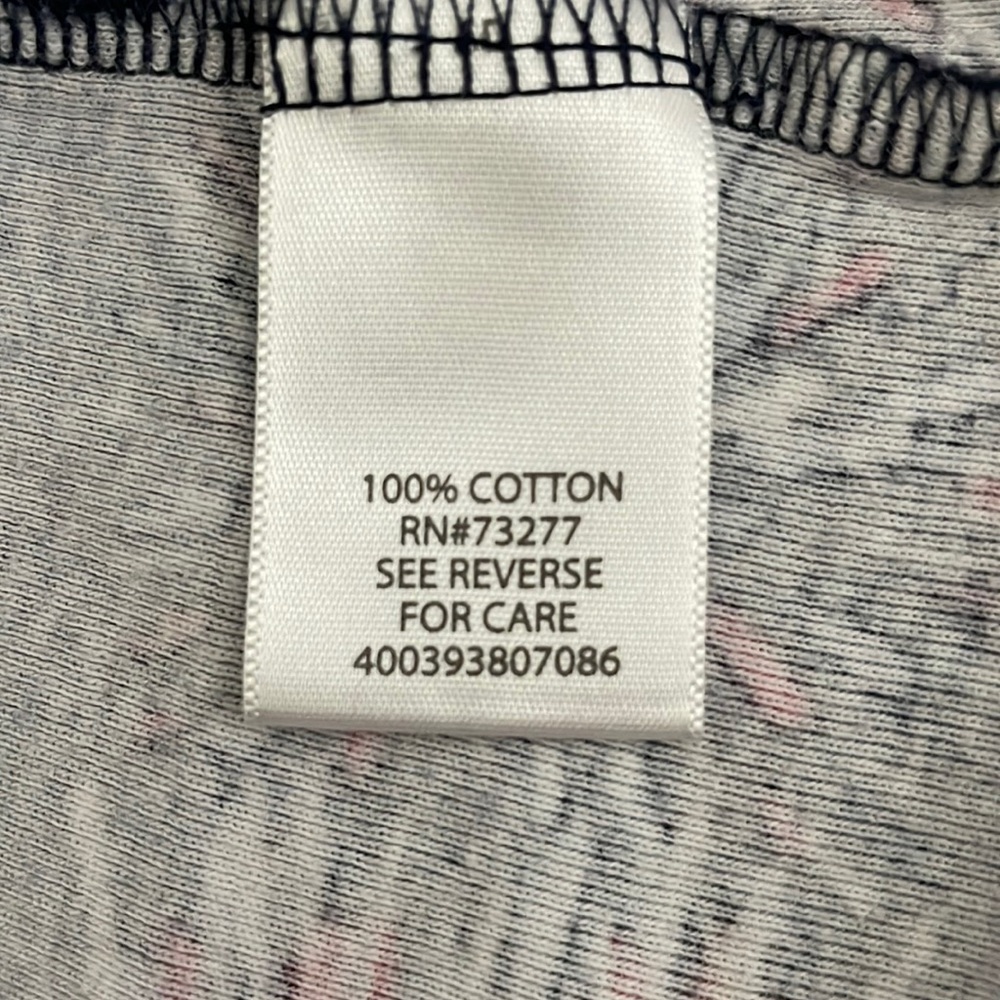 100% COTTON
RN#73277
SEE REVERSE
FOR CARE
400393807086